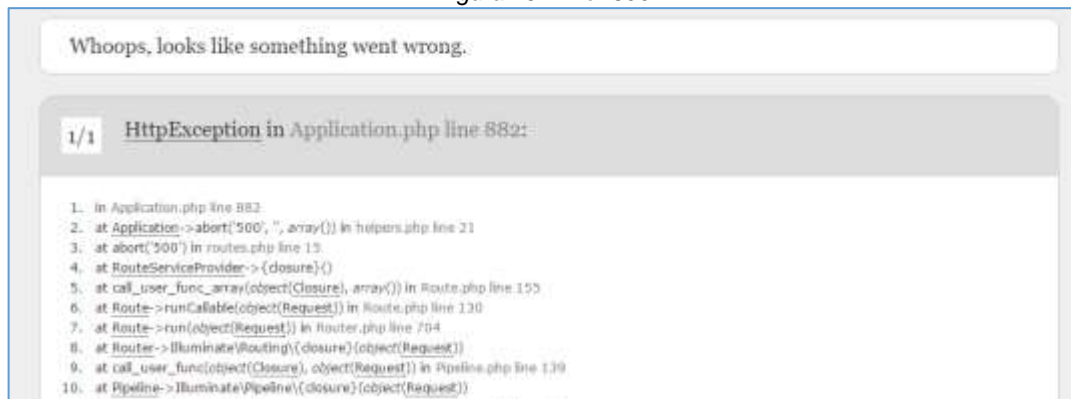 Whoops, looks like something went wrong.
1/1 HttpException in Application.php line 882:
1. in Application.php line 882
2. at Application->abort('500', '', array()) in helpers.php line 21
3. at abort('500') in routes.php line 15
4. at RouteServiceProvider->{closure}()
5. at call_user_func_array(object(Closure), array()) in Route.php line 155
6. at Route->runCallable(object(Request)) in Route.php line 130
7. at Route->run(object(Request)) in Router.php line 704
8. at Router->Illuminate\Routing\{closure}(object(Request))
9. at call_user_func(object(Closure), object(Request)) in Pipeline.php line 139
10. at Pipeline->Illuminate\Pipeline\{closure}(object(Request))